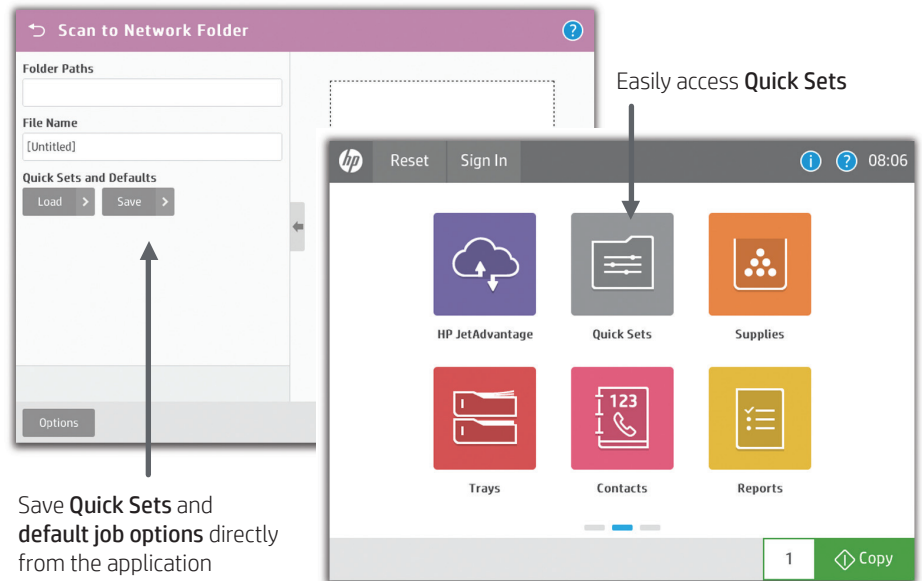 Scan to Network Folder
?
Folder Paths
File Name
[Untitled]
Quick Sets and Defaults
Load >
Save >
Options
Easily access Quick Sets
hp
Reset
Sign In
i
?
08:06
HP JetAdvantage
Quick Sets
Supplies
123
Trays
Contacts
Reports
1
Copy
Save Quick Sets and
default job options directly
from the application